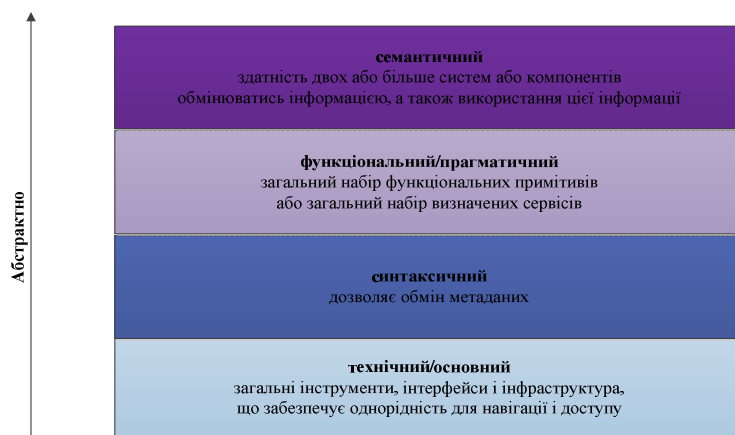 семантичний
здатність двох або більше систем або компонентів
обмінюватись інформацією, а також використання цієї інформації
функціональний/прагматичний
загальний набір функціональних примітивів
або загальний набір визначених сервісів
Абстрактно
синтаксичний
дозволяє обмін метаданих
технічний/основний
загальні інструменти, інтерфейси і інфраструктура,
що забезпечує однорідність для навігації і доступу